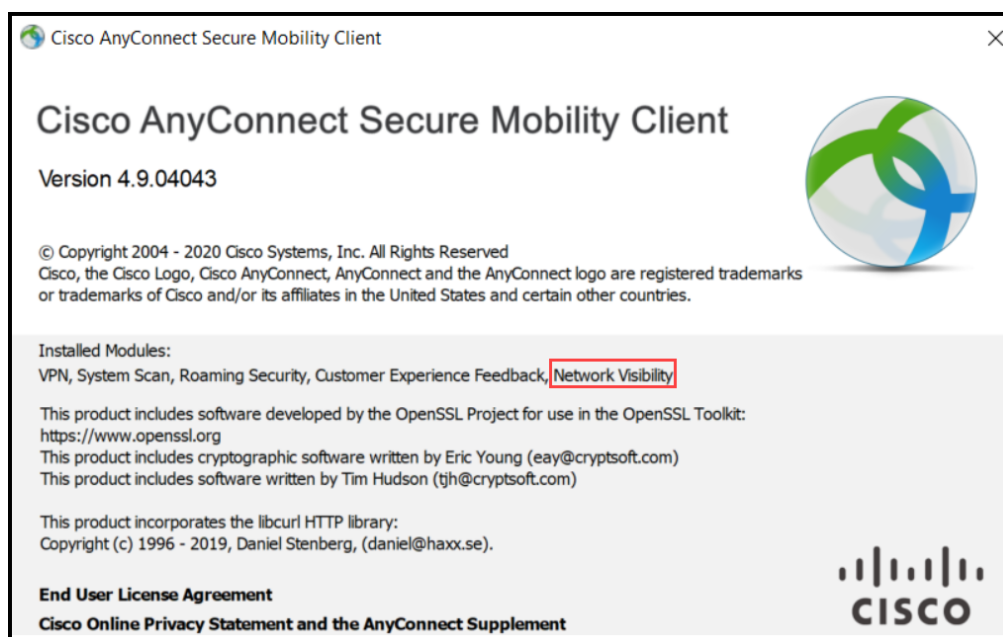 Cisco AnyConnect Secure Mobility Client
Cisco AnyConnect Secure Mobility Client
Version 4.9.04043
© Copyright 2004 - 2020 Cisco Systems, Inc. All Rights Reserved
Cisco, the Cisco Logo, Cisco AnyConnect, AnyConnect and the AnyConnect logo are registered trademarks
or trademarks of Cisco and/or its affiliates in the United States and certain other countries.
Installed Modules:
VPN, System Scan, Roaming Security, Customer Experience Feedback, Network Visibility
This product includes software developed by the OpenSSL Project for use in the OpenSSL Toolkit:
https://www.openssl.org
This product includes cryptographic software written by Eric Young (eay@cryptsoft.com)
This product includes software written by Tim Hudson (tjh@cryptsoft.com)
This product incorporates the libcurl HTTP library:
Copyright (c) 1996 - 2019, Daniel Stenberg, (daniel@haxx.se).
End User License Agreement
Cisco Online Privacy Statement and the AnyConnect Supplement
CISCO